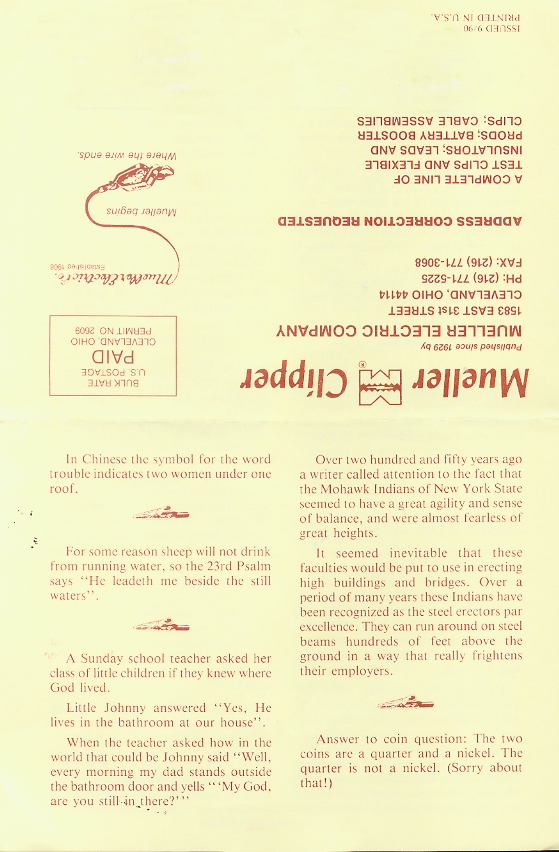 Mueller Clipper
Published since 1929 by
MUELLER ELECTRIC COMPANY
1583 EAST 31st STREET
CLEVELAND, OHIO 44114
PH: (216) 771-5225
FAX: (216) 771-3068
ADDRESS CORRECTION REQUESTED
A COMPLETE LINE OF
TEST CLIPS AND FLEXIBLE
INSULATORS; LEADS AND
PRODS; BATTERY BOOSTER
CLIPS; CABLE ASSEMBLIES
BULK RATE
U.S. POSTAGE
PAID
CLEVELAND, OHIO
PERMIT NO. 2609
Mueller Electric Co.
Established 1908
Mueller begins
Where the wire ends.
ISSUED 9/90
PRINTED IN U.S.A.
In Chinese the symbol for the word
trouble indicates two women under one
roof.
For some reason sheep will not drink
from running water, so the 23rd Psalm
says "He leadeth me beside the still
waters".
A Sunday school teacher asked her
class of little children if they knew where
God lived.
Little Johnny answered "Yes, He
lives in the bathroom at our house".
When the teacher asked how in the
world that could be Johnny said "Well,
every morning my dad stands outside
the bathroom door and yells "'My God,
are you still in there?'"
Over two hundred and fifty years ago
a writer called attention to the fact that
the Mohawk Indians of New York State
seemed to have a great agility and sense
of balance, and were almost fearless of
great heights.
It seemed inevitable that these
faculties would be put to use in erecting
high buildings and bridges. Over a
period of many years these Indians have
been recognized as the steel erectors par
excellence. They can run around on steel
beams hundreds of feet above the
ground in a way that really frightens
their employers.
Answer to coin question: The two
coins are a quarter and a nickel. The
quarter is not a nickel. (Sorry about
that!)